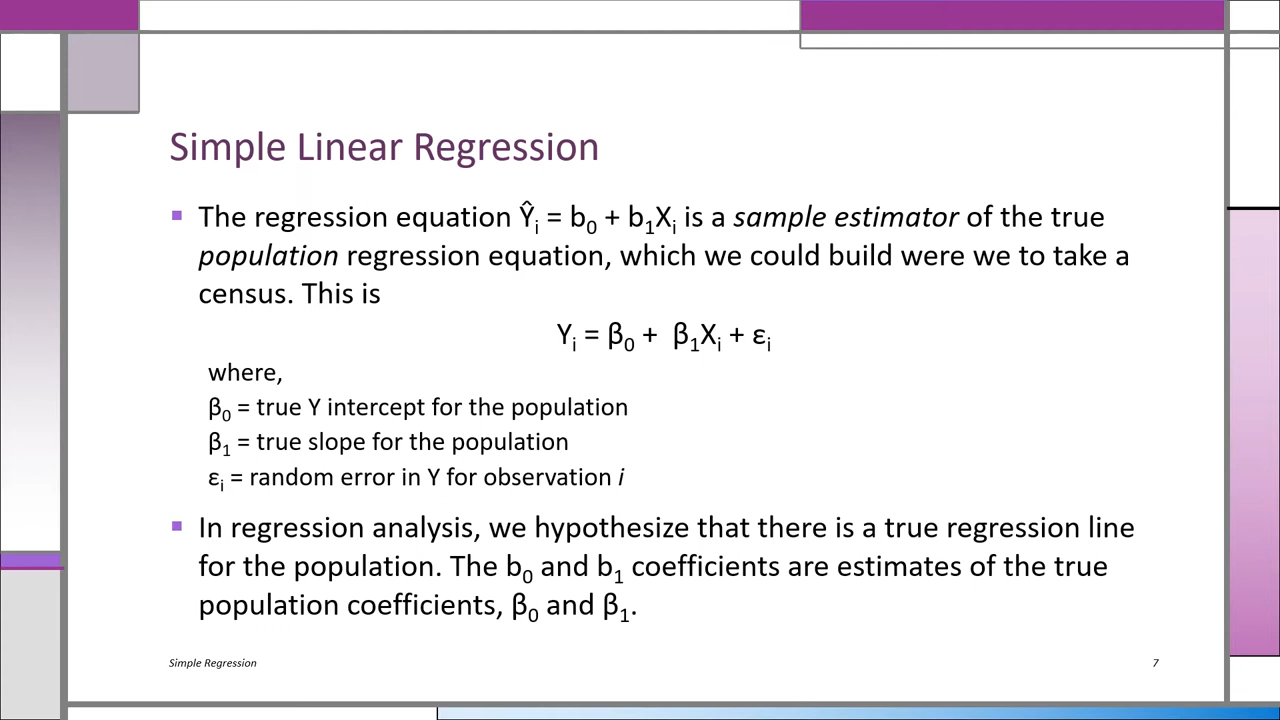 Simple Linear Regression
▪ The regression equation Ŷᵢ = b₀ + b₁Xᵢ is a sample estimator of the true
population regression equation, which we could build were we to take a
census. This is
Yᵢ = β₀ + β₁Xᵢ + εᵢ
where,
β₀ = true Y intercept for the population
β₁ = true slope for the population
εᵢ = random error in Y for observation i
▪ In regression analysis, we hypothesize that there is a true regression line
for the population. The b₀ and b₁ coefficients are estimates of the true
population coefficients, β₀ and β₁.
Simple Regression 7